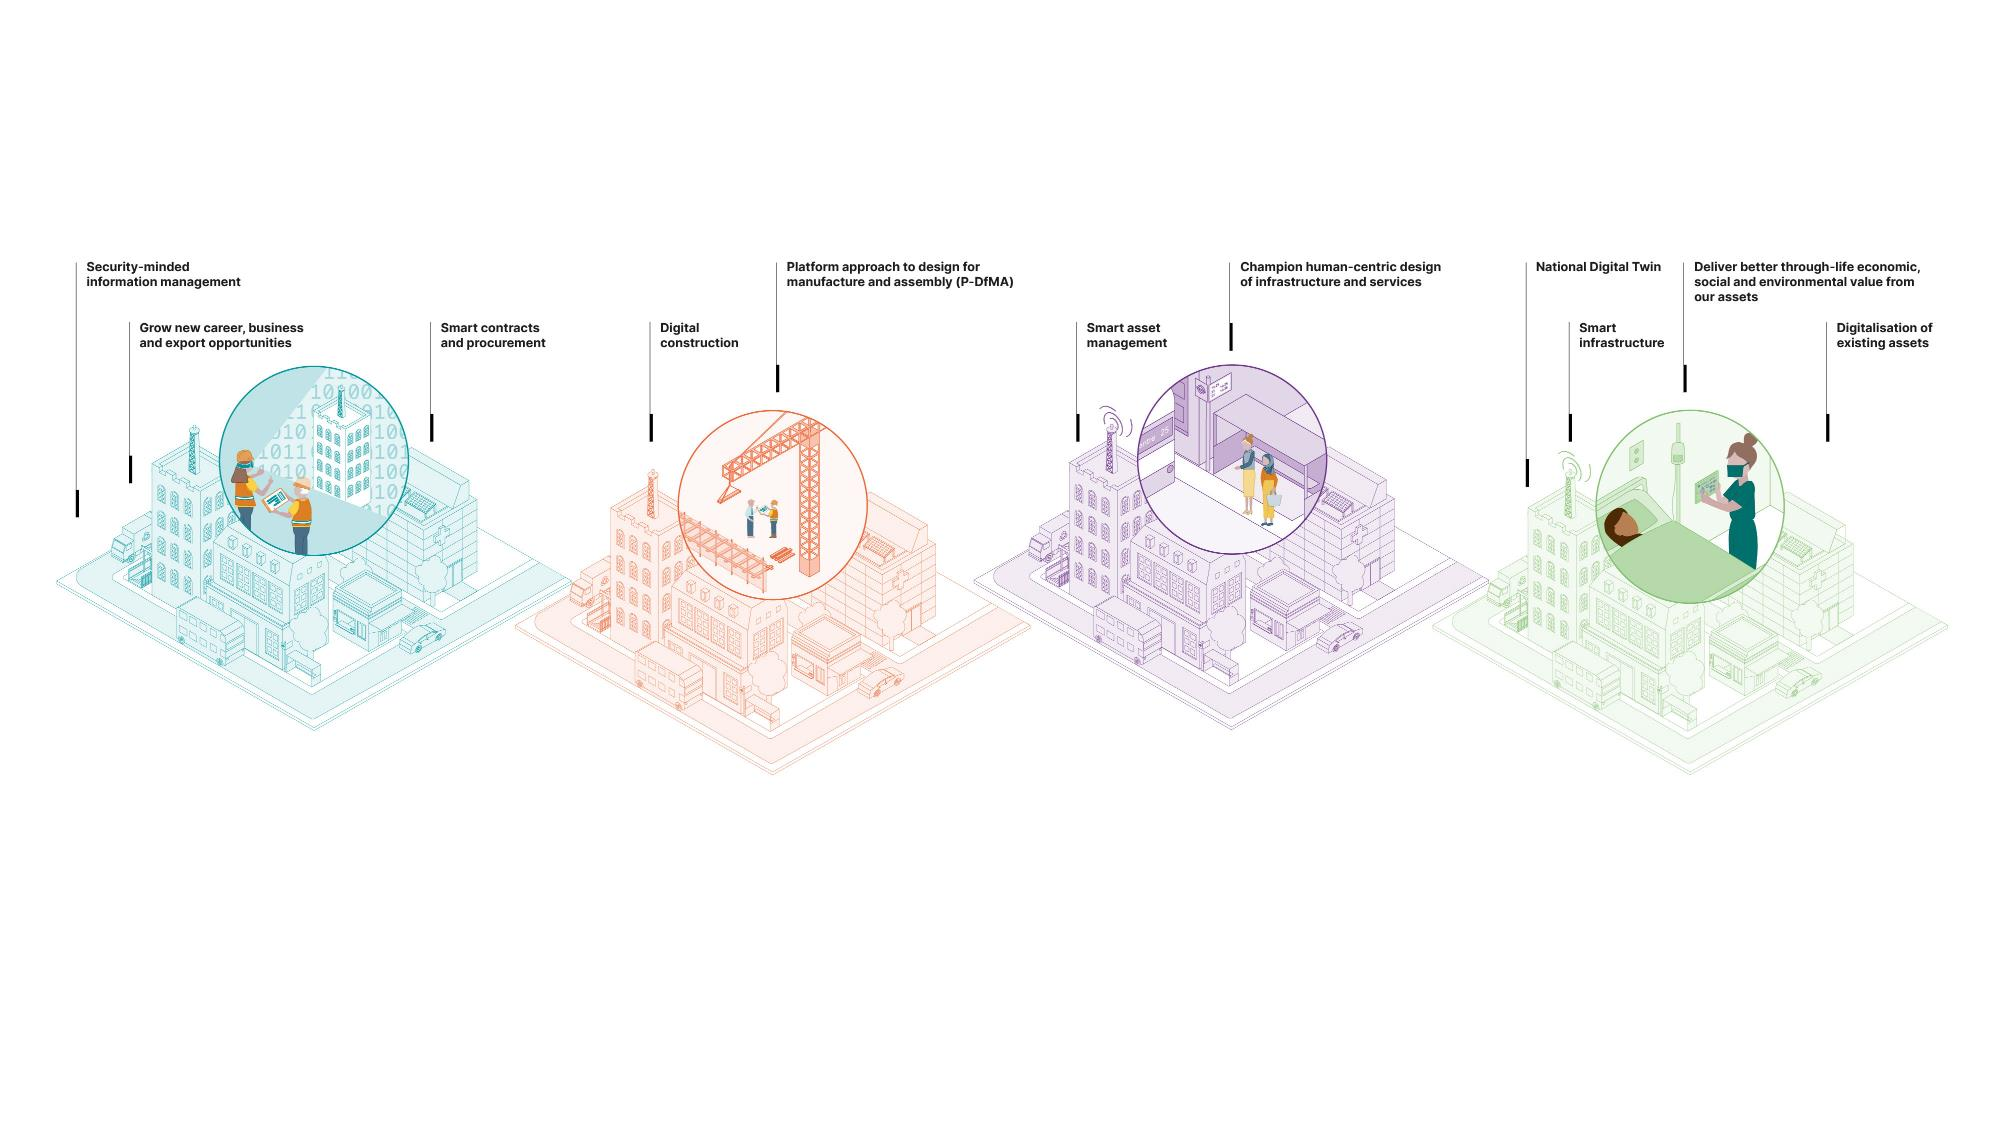 Security-minded
information management
Grow new career, business
and export opportunities
Smart contracts
and procurement
Digital
construction
Platform approach to design for
manufacture and assembly (P-DfMA)
Smart asset
management
Champion human-centric design
of infrastructure and services
National Digital Twin
Smart
infrastructure
Deliver better through-life economic,
social and environmental value from
our assets
Digitalisation of
existing assets